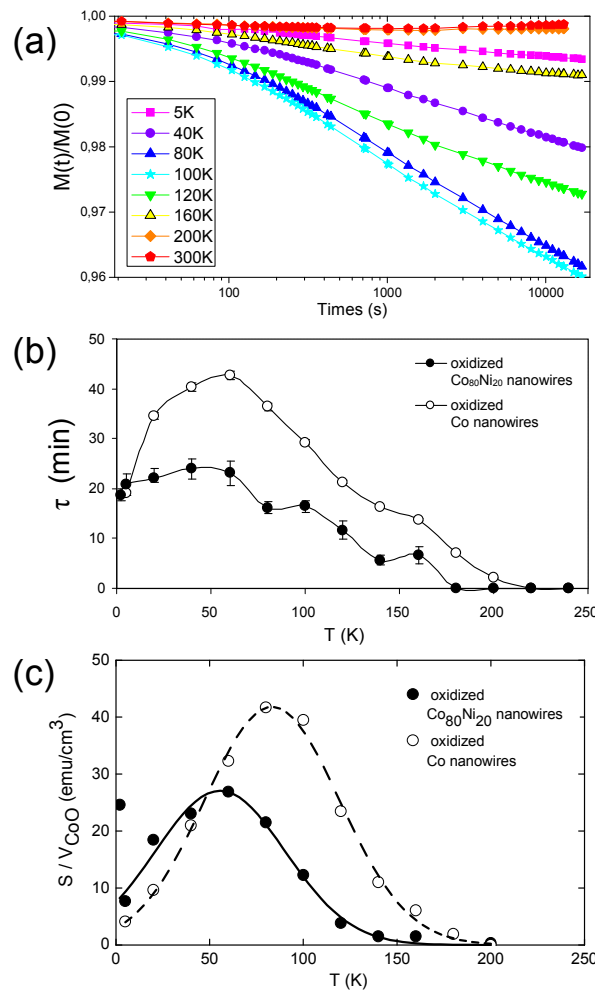 (a)
1,00
0,99
0,98
0,97
0,96
M(t)/M(0)
5K
40K
80K
100K
120K
160K
200K
300K
100 1000 10000
Times (s)
(b)
50
40
30
20
10
0
τ (min)
oxidized
Co80Ni20 nanowires
oxidized
Co nanowires
0 50 100 150 200 250
T (K)
(c)
50
40
30
20
10
0
S / VCoO (emu/cm3)
oxidized
Co80Ni20 nanowires
oxidized
Co nanowires
0 50 100 150 200 250
T (K)